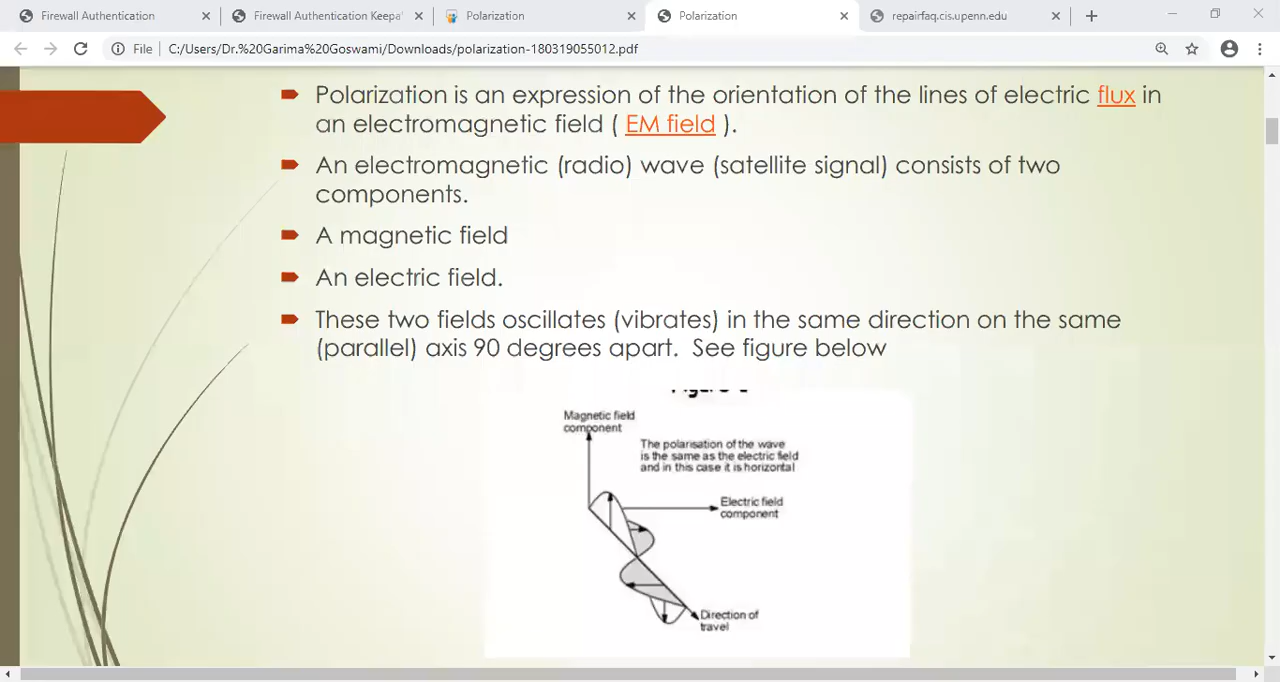 Firewall Authentication
Firewall Authentication Keepa
Polarization
Polarization
repairfaq.cis.upenn.edu
File
C:/Users/Dr.%20Garima%20Goswami/Downloads/polarization-180319055012.pdf
Polarization is an expression of the orientation of the lines of electric flux in
an electromagnetic field ( EM field ).
An electromagnetic (radio) wave (satellite signal) consists of two
components.
A magnetic field
An electric field.
These two fields oscillates (vibrates) in the same direction on the same
(parallel) axis 90 degrees apart. See figure below
Magnetic field
component
The polarisation of the wave
is the same as the electric field
and in this case it is horizontal
Electric field
component
Direction of
travel